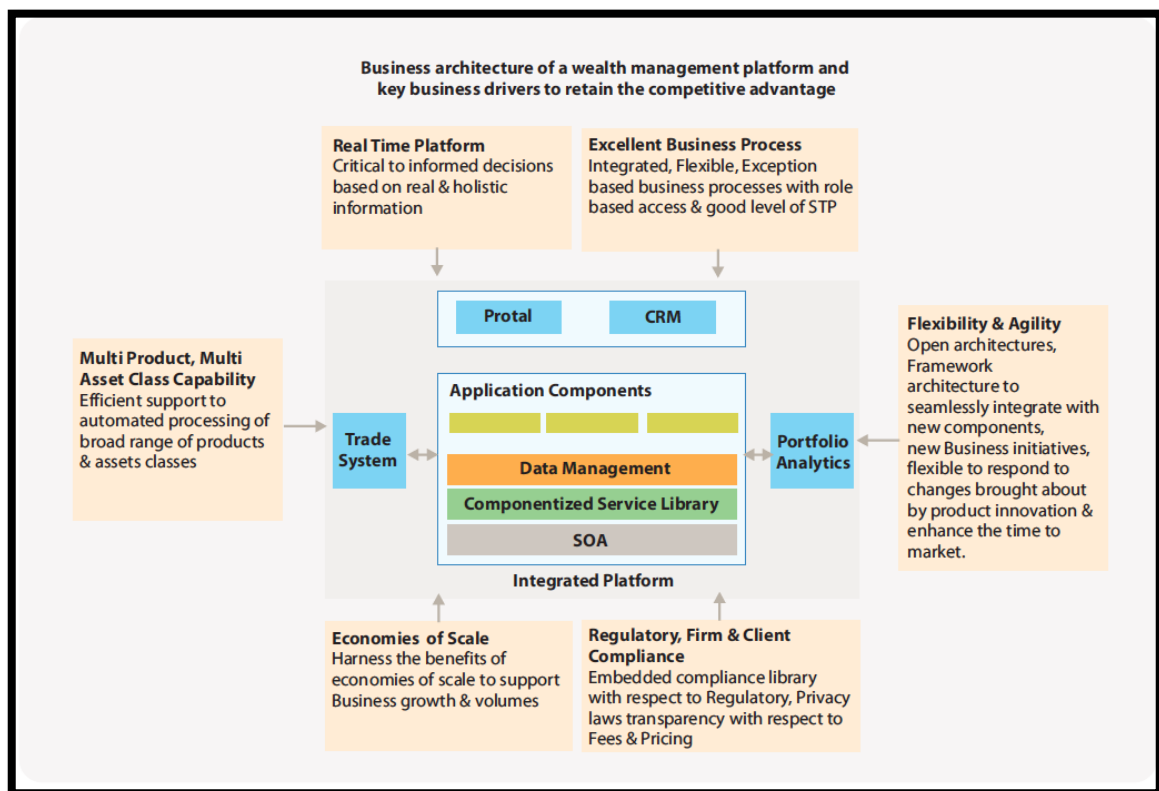 Business architecture of a wealth management platform and
key business drivers to retain the competitive advantage
Real Time Platform
Critical to informed decisions
based on real & holistic
information
Excellent Business Process
Integrated, Flexible, Exception
based business processes with role
based access & good level of STP
Protal
CRM
Multi Product, Multi
Asset Class Capability
Efficient support to
automated processing of
broad range of products
& assets classes
Trade
System
Application Components
Data Management
Componentized Service Library
SOA
Integrated Platform
Portfolio
Analytics
Flexibility & Agility
Open architectures,
Framework
architecture to
seamlessly integrate with
new components,
new Business initiatives,
flexible to respond to
changes brought about
by product innovation &
enhance the time to
market.
Economies of Scale
Harness the benefits of
economies of scale to support
Business growth & volumes
Regulatory, Firm & Client
Compliance
Embedded compliance library
with respect to Regulatory, Privacy
laws transparency with respect to
Fees & Pricing